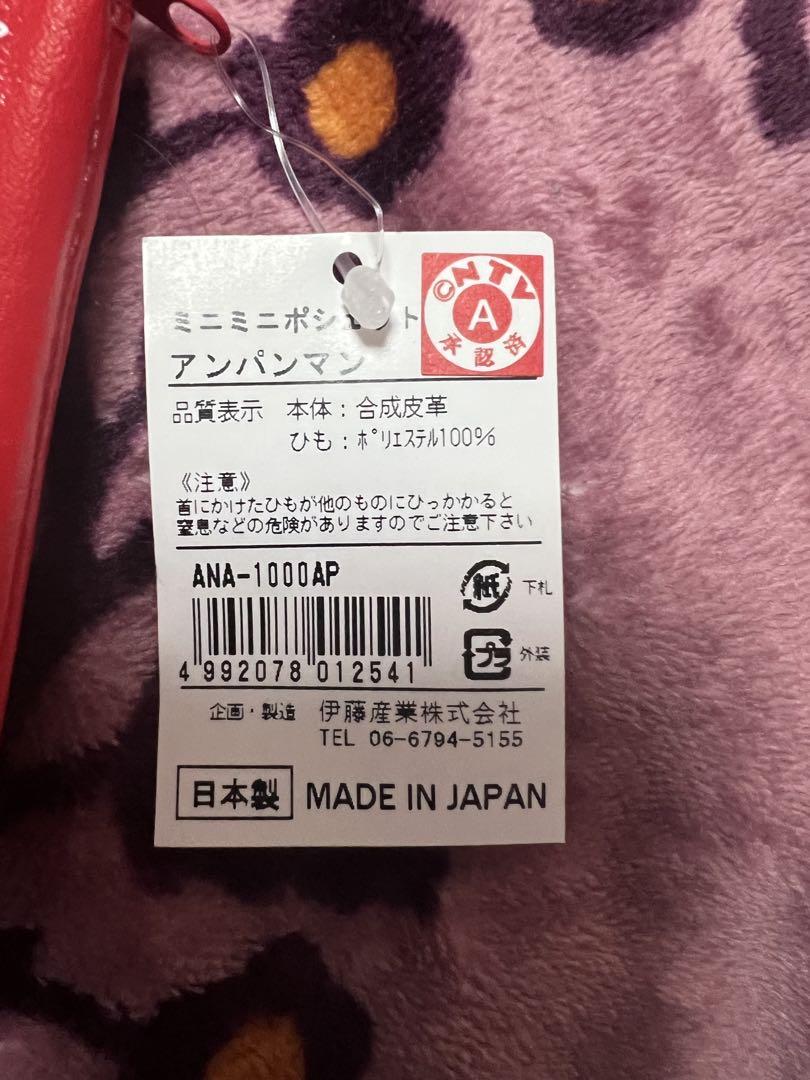 ミニミニポシェット
アンパンマン
©NTV
A
承認済
品質表示 本体：合成皮革
ひも：ﾎﾟﾘｴｽﾃﾙ100%
《注意》
首にかけたひもが他のものにひっかかると
窒息などの危険がありますのでご注意下さい
ANA-1000AP
4 992078 012541
紙 下札
プラ 外装
企画・製造 伊藤産業株式会社
TEL 06-6794-5155
日本製 MADE IN JAPAN